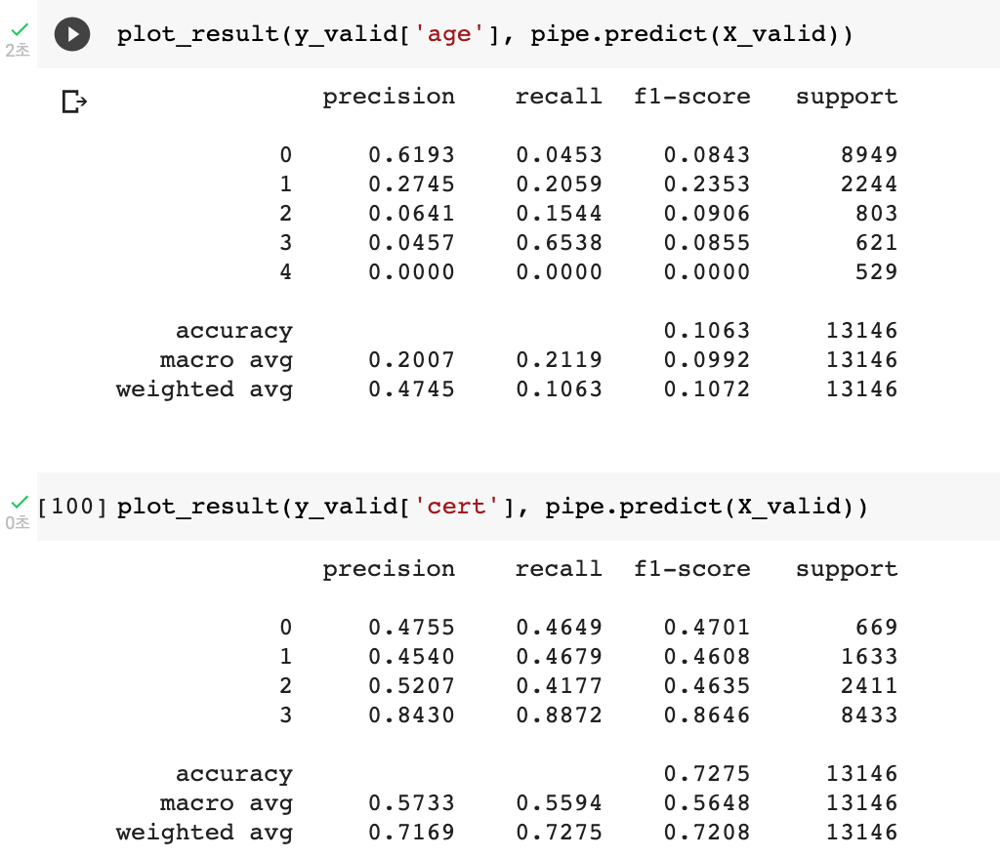 plot_result(y_valid['age'], pipe.predict(X_valid))
2초
precision recall f1-score support
0 0.6193 0.0453 0.0843 8949
1 0.2745 0.2059 0.2353 2244
2 0.0641 0.1544 0.0906 803
3 0.0457 0.6538 0.0855 621
4 0.0000 0.0000 0.0000 529
accuracy 0.1063 13146
macro avg 0.2007 0.2119 0.0992 13146
weighted avg 0.4745 0.1063 0.1072 13146
[100] plot_result(y_valid['cert'], pipe.predict(X_valid))
0초
precision recall f1-score support
0 0.4755 0.4649 0.4701 669
1 0.4540 0.4679 0.4608 1633
2 0.5207 0.4177 0.4635 2411
3 0.8430 0.8872 0.8646 8433
accuracy 0.7275 13146
macro avg 0.5733 0.5594 0.5648 13146
weighted avg 0.7169 0.7275 0.7208 13146